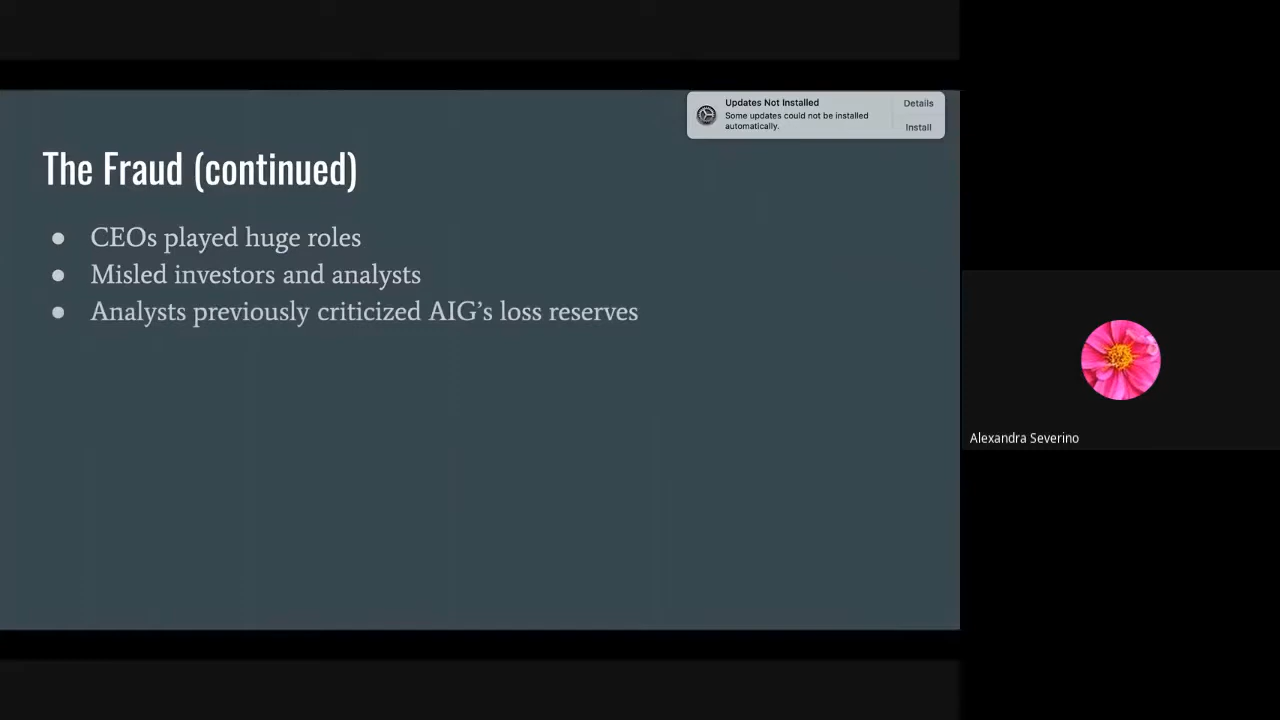 Updates Not Installed
Some updates could not be installed
automatically.
Details
Install
The Fraud (continued)
● CEOs played huge roles
● Misled investors and analysts
● Analysts previously criticized AIG’s loss reserves
Alexandra Severino